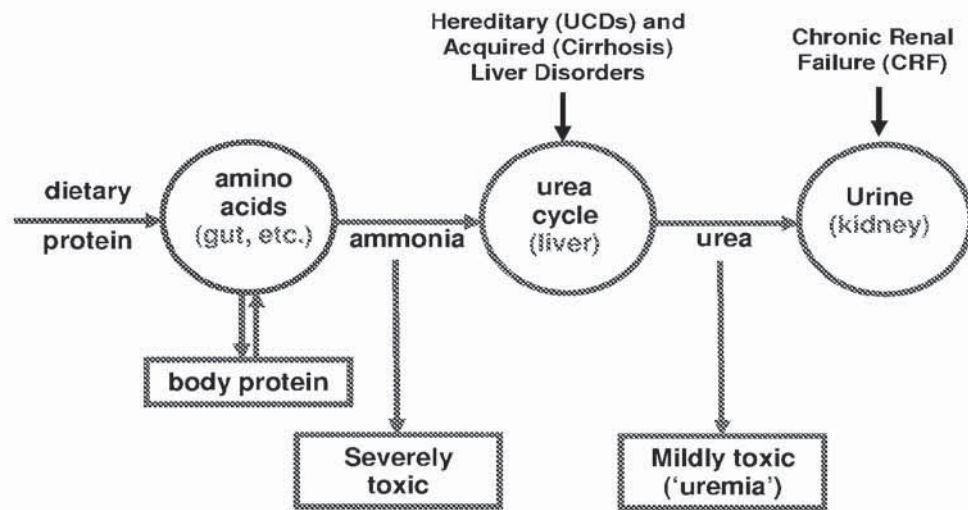 Hereditary (UCDs) and
Acquired (Cirrhosis)
Liver Disorders
Chronic Renal
Failure (CRF)
dietary
protein
amino
acids
(gut, etc.)
ammonia
urea
cycle
(liver)
urea
Urine
(kidney)
body protein
Severely
toxic
Mildly toxic
('uremia')